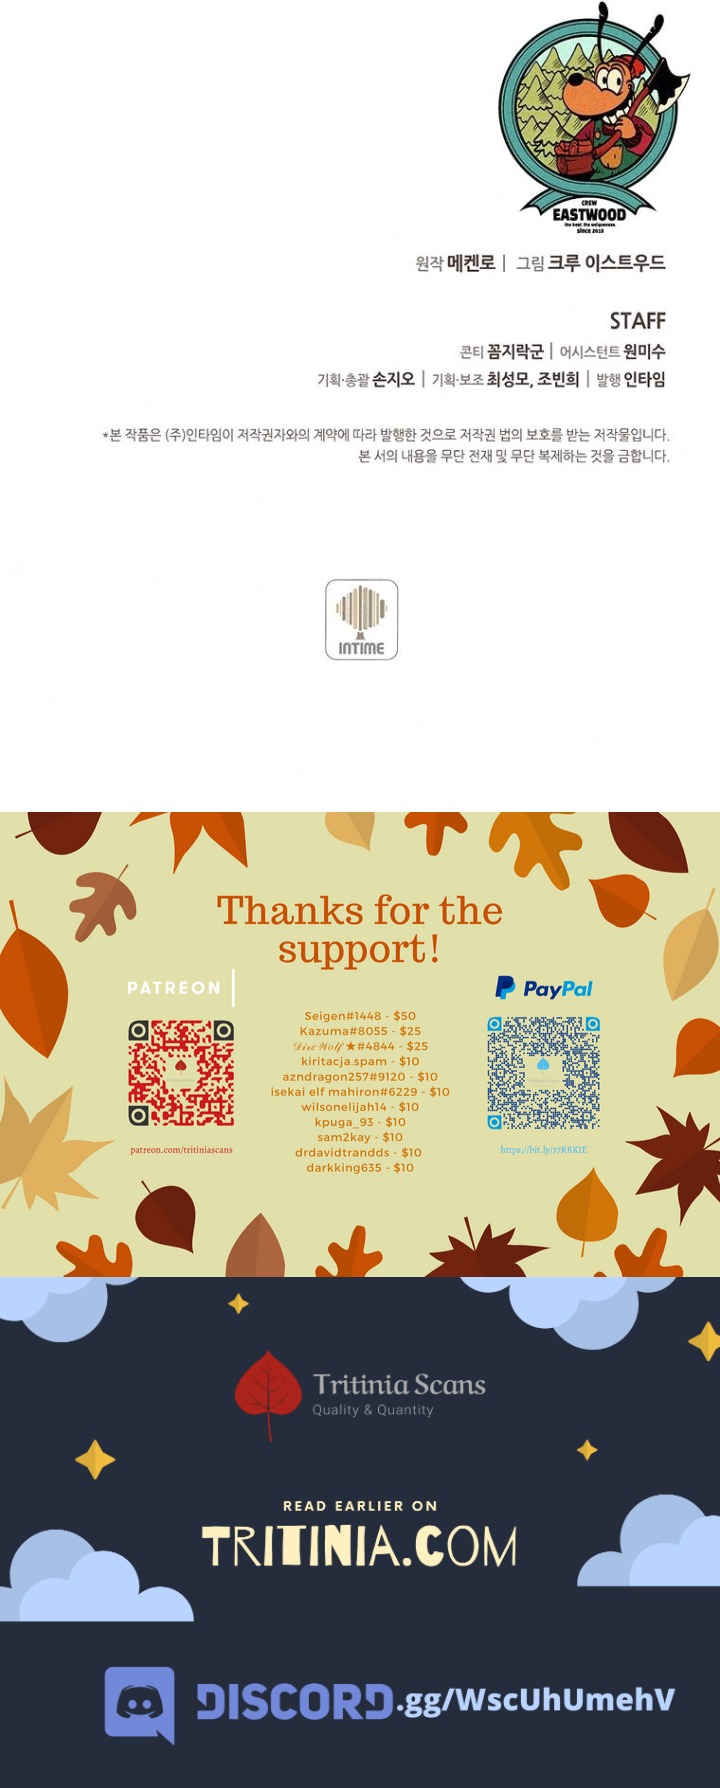 CREW
EASTWOOD
the best, the uniqueness.
since 2018
원작 메켄로 | 그림 크루 이스트우드
STAFF
콘티 꼼지락군 | 어시스턴트 원미수
기획·총괄 손지오 | 기획·보조 최성모, 조빈희 | 발행 인타임
*본 작품은 (주)인타임이 저작권자와의 계약에 따라 발행한 것으로 저작권 법의 보호를 받는 저작물입니다.
본 서의 내용을 무단 전재 및 무단 복제하는 것을 금합니다.
INTIME
Thanks for the
support!
PATREON
patreon.com/tritiniascans
Seigen#1448 - $50
Kazuma#8055 - $25
𝒟𝒾𝓇𝑒𝒲𝑜𝓁𝒻 ★#4844 - $25
kiritacja.spam - $10
azndragon257#9120 - $10
isekai elf mahiron#6229 - $10
wilsonelijah14 - $10
kpuga_93 - $10
sam2kay - $10
drdavidtrandds - $10
darkking635 - $10
PayPal
https://bit.ly/37RBKIE
Tritinia Scans
Quality & Quantity
READ EARLIER ON
TRITINIA.COM
DISCORD.gg/WscUhUmehV